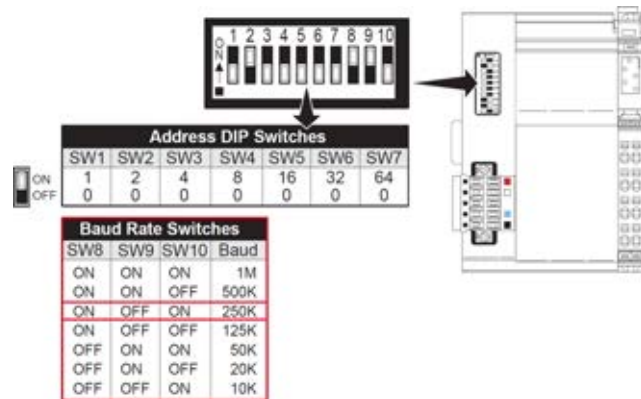 1 2 3 4 5 6 7 8 9 10
ON
Address DIP Switches
SW1 SW2 SW3 SW4 SW5 SW6 SW7
1 2 4 8 16 32 64
0 0 0 0 0 0 0
ON
OFF
Baud Rate Switches
SW8 SW9 SW10 Baud
ON ON ON 1M
ON ON OFF 500K
ON OFF ON 250K
ON OFF OFF 125K
OFF ON ON 50K
OFF ON OFF 20K
OFF OFF ON 10K